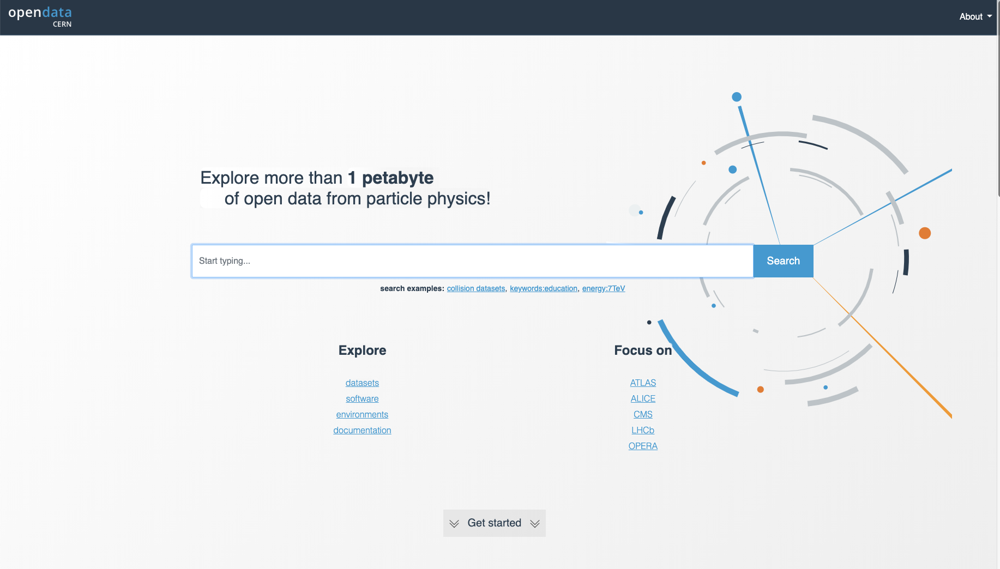 opendata
CERN
About
Explore more than 1 petabyte
of open data from particle physics!
Start typing...
Search
search examples: collision datasets, keywords:education, energy:7TeV
Explore
datasets
software
environments
documentation
Focus on
ATLAS
ALICE
CMS
LHCb
OPERA
Get started